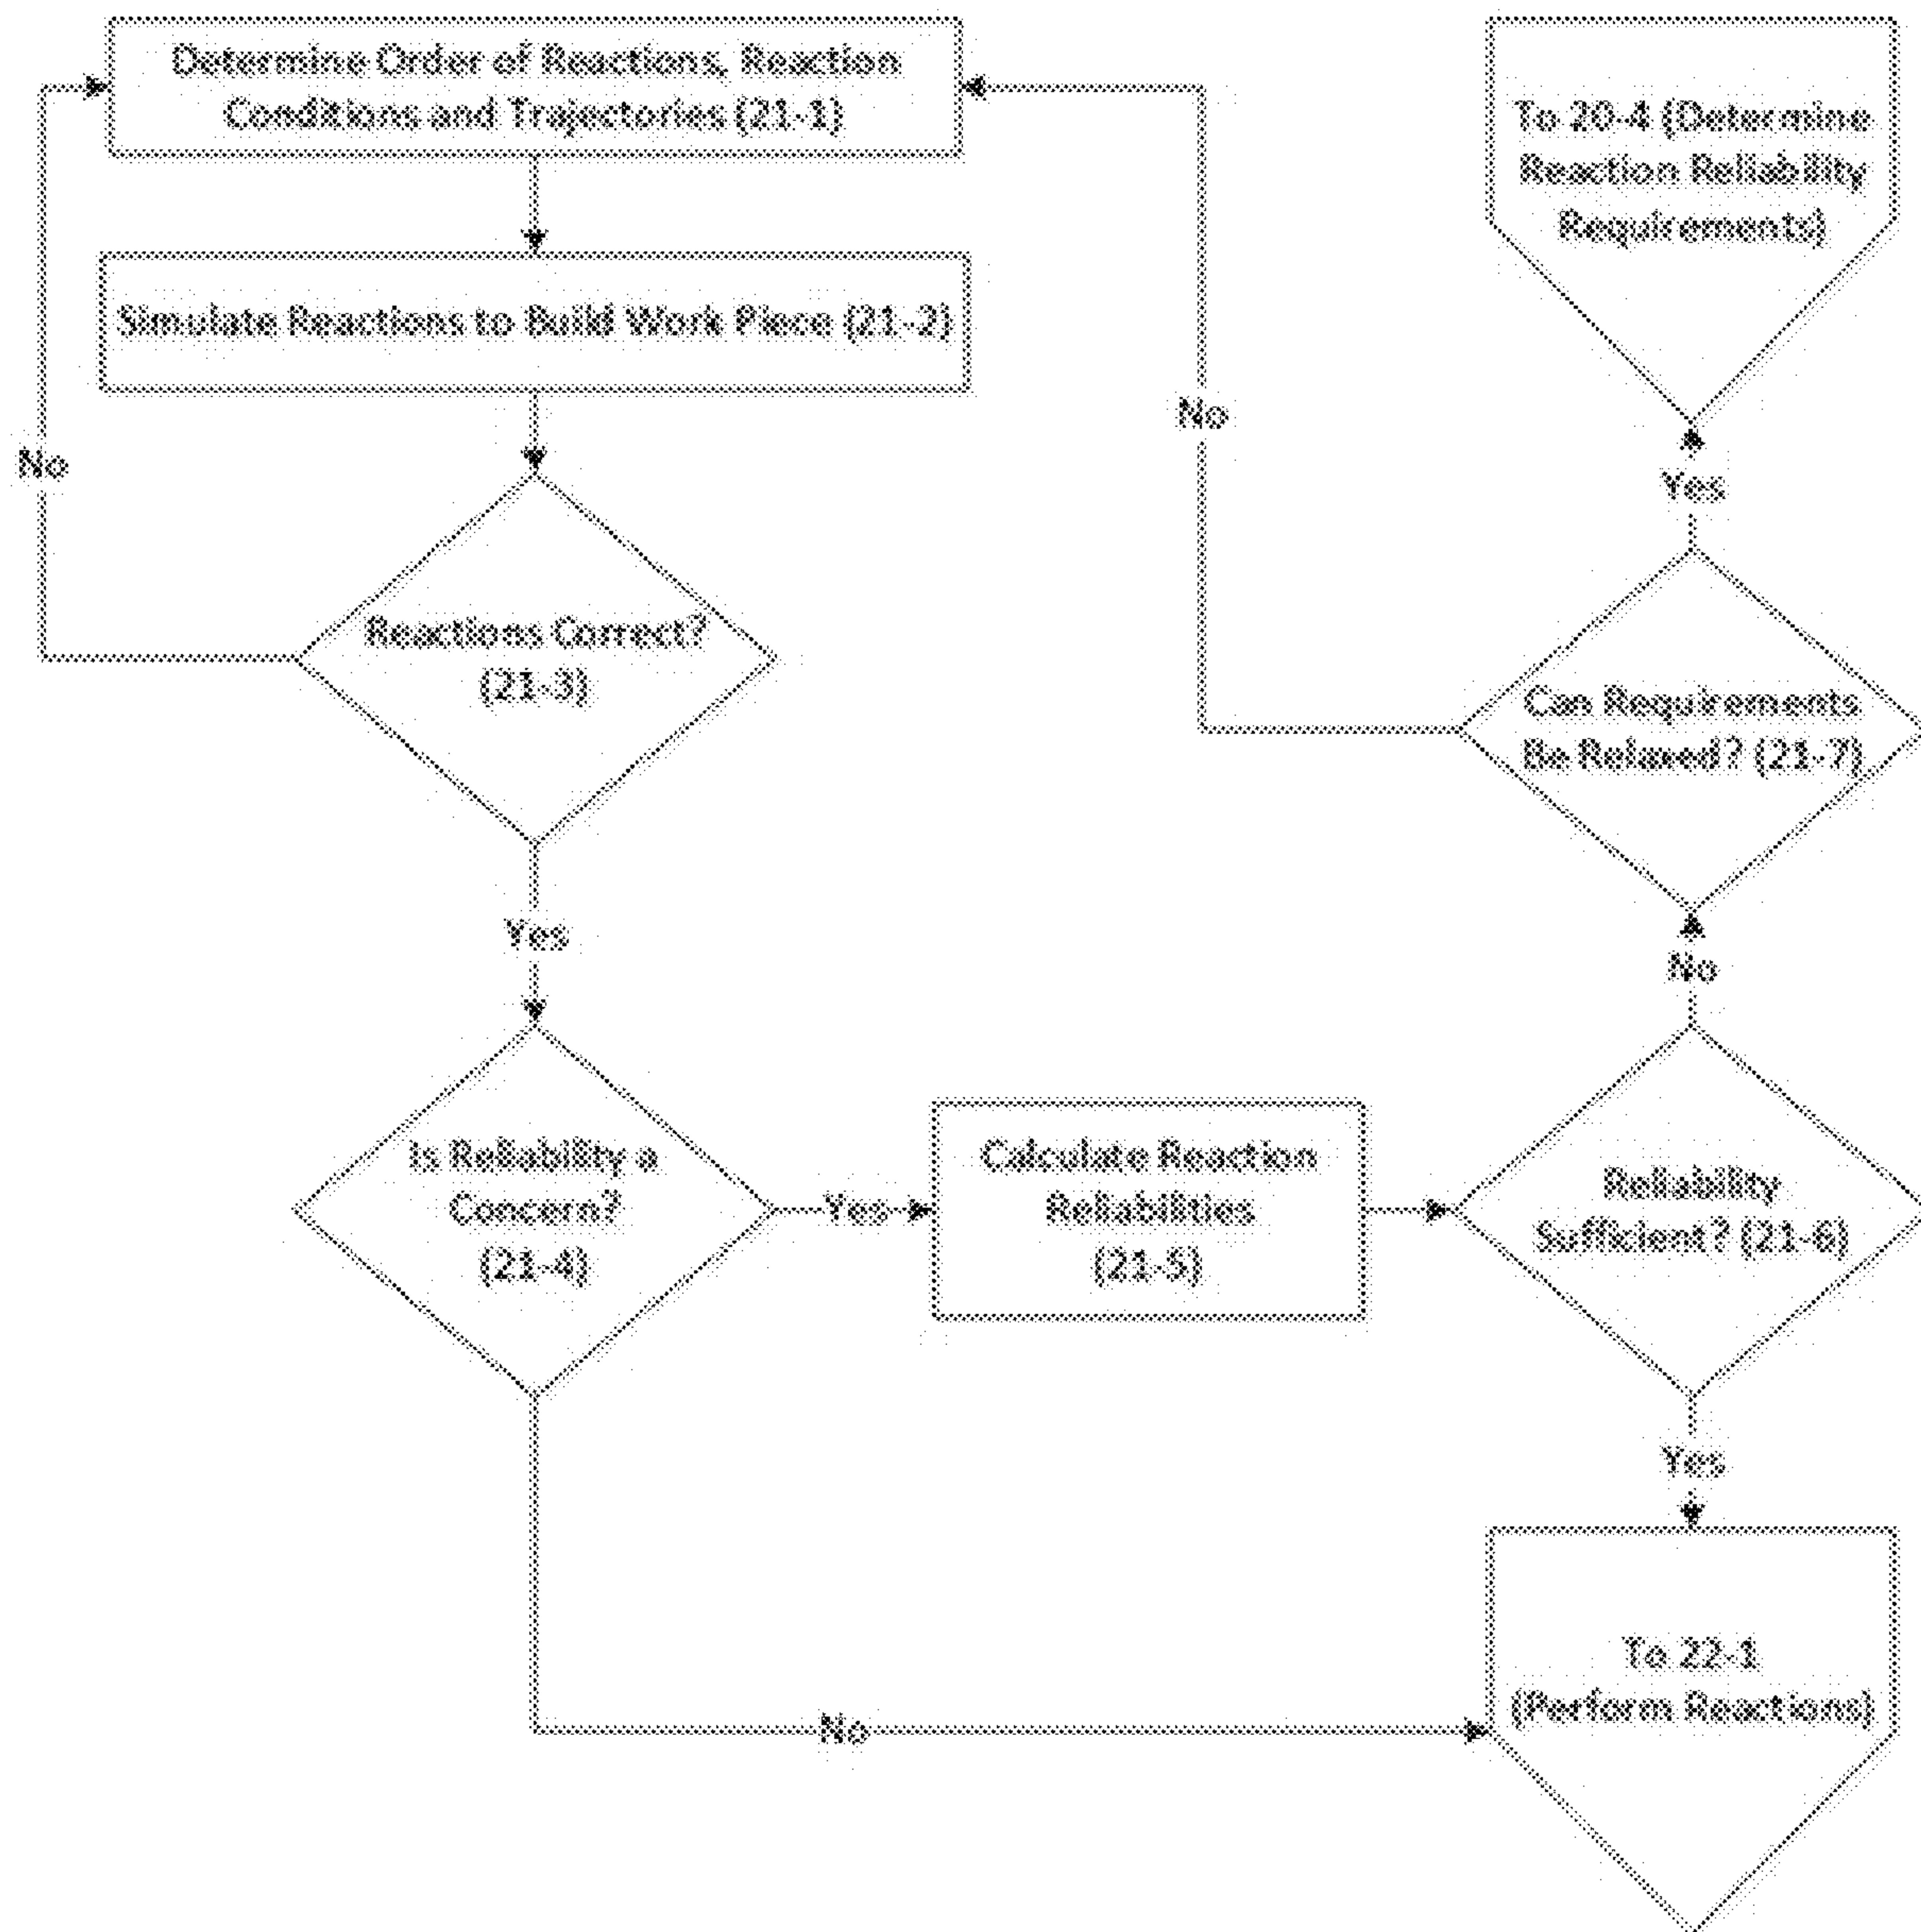 Determine Order of Reactions, Reaction
Conditions and Trajectories (21-1)
Simulate Reactions to Build Work Piece (21-2)
No
Reactions Correct?
(21-3)
Yes
Is Reliability a
Concern?
(21-4)
Yes
Calculate Reaction
Reliabilities
(21-5)
No
Reliability
Sufficient? (21-6)
No
Can Requirements
Be Relaxed? (21-7)
No
Yes
To 20-4 (Determine
Reaction Reliability
Requirements)
Yes
To 22-1
(Perform Reactions)